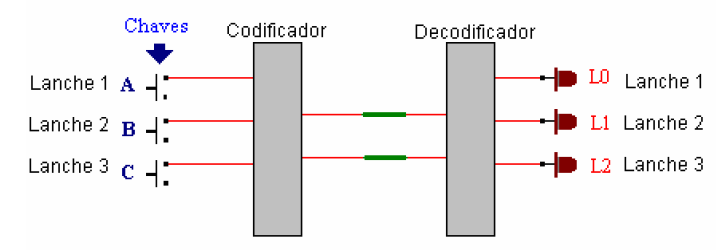 Chaves
Codificador
Decodificador
Lanche 1 A
L0 Lanche 1
Lanche 2 B
L1 Lanche 2
Lanche 3 C
L2 Lanche 3